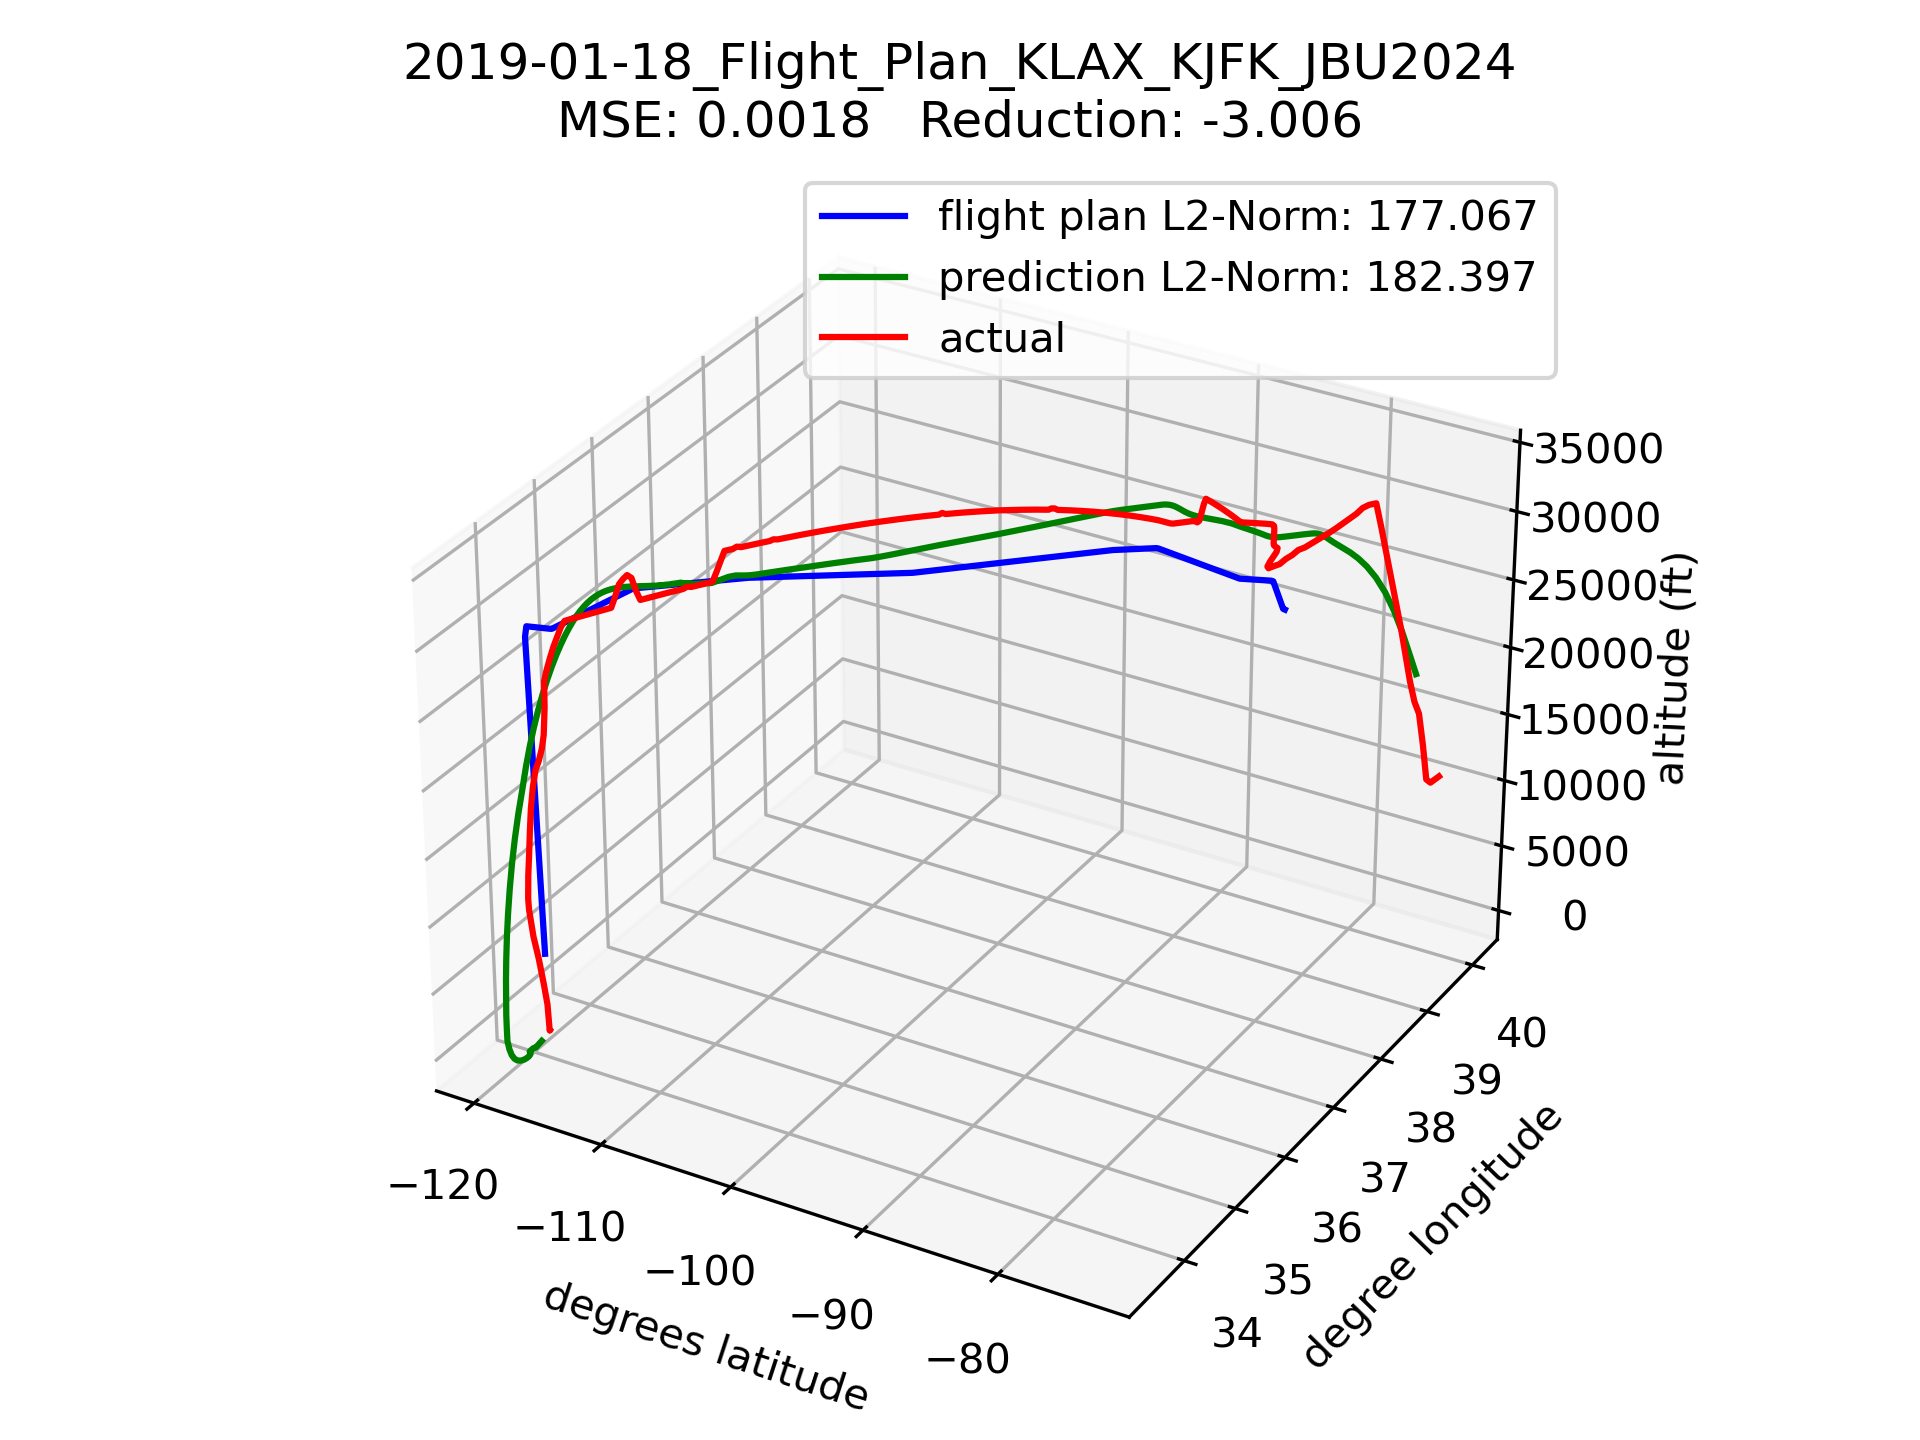 2019-01-18_Flight_Plan_KLAX_KJFK_JBU2024
MSE: 0.0018   Reduction: -3.006
flight plan L2-Norm: 177.067
prediction L2-Norm: 182.397
actual
35000
30000
25000
20000
15000
10000
5000
0
altitude (ft)
40
39
38
37
36
35
34
degree longitude
−120
−110
−100
−90
−80
degrees latitude